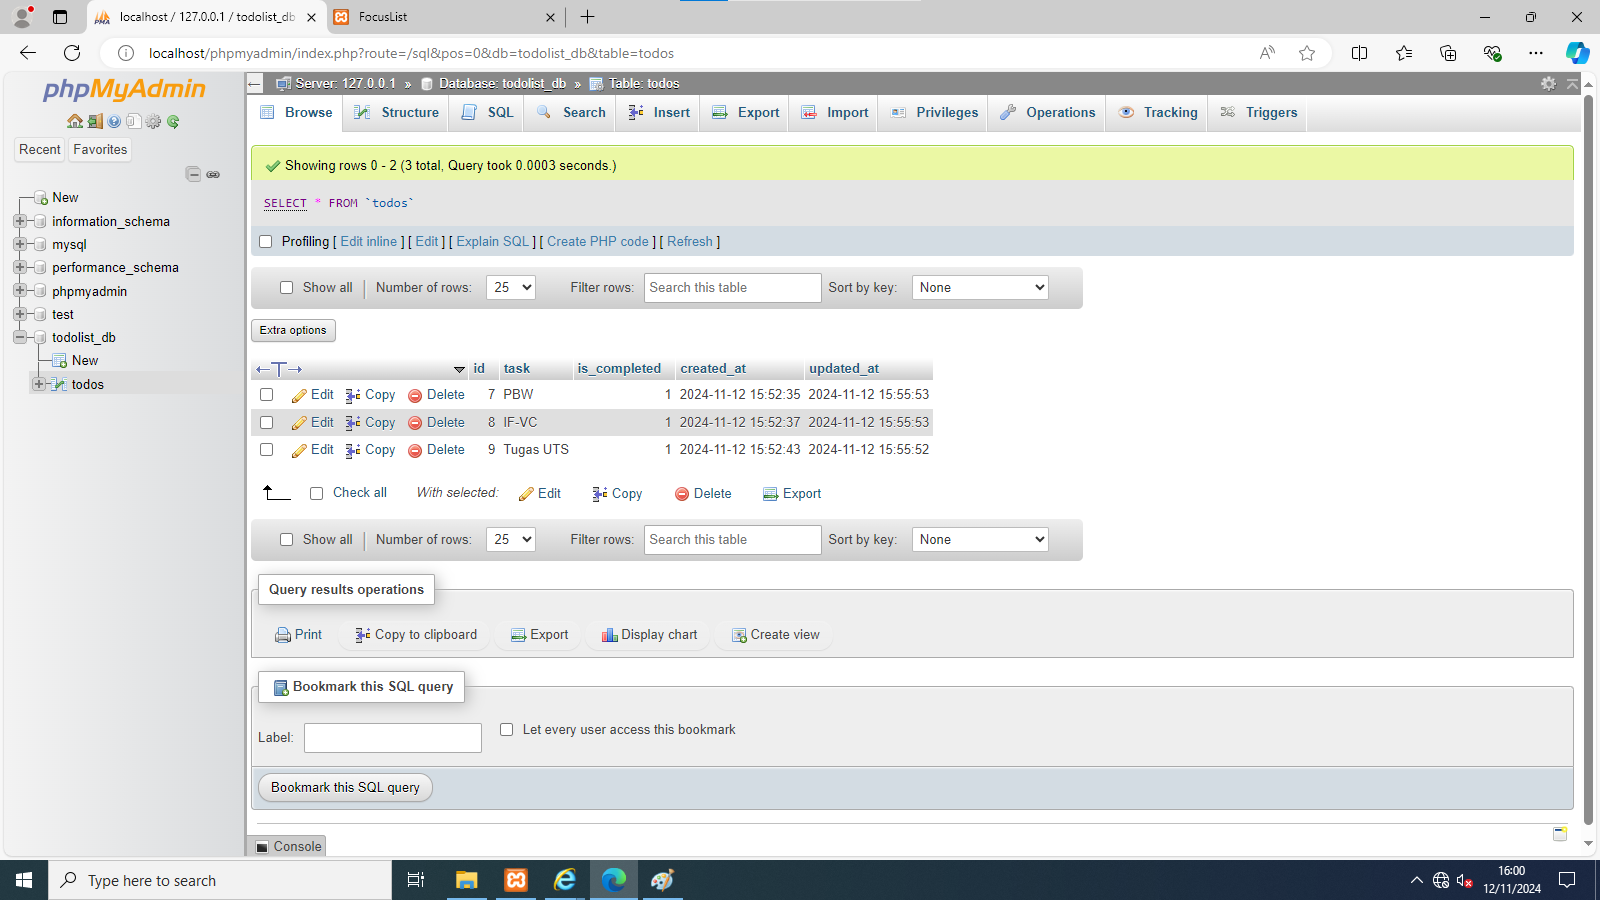 localhost / 127.0.0.1 / todolist_db
FocusList
localhost/phpmyadmin/index.php?route=/sql&pos=0&db=todolist_db&table=todos
phpMyAdmin
Recent
Favorites
New
information_schema
mysql
performance_schema
phpmyadmin
test
todolist_db
New
todos
Server: 127.0.0.1 » Database: todolist_db » Table: todos
Browse Structure SQL Search Insert Export Import Privileges Operations Tracking Triggers
Showing rows 0 - 2 (3 total, Query took 0.0003 seconds.)
SELECT * FROM `todos`
Profiling [ Edit inline ] [ Edit ] [ Explain SQL ] [ Create PHP code ] [ Refresh ]
Show all Number of rows: 25 Filter rows: Search this table Sort by key: None
Extra options
←T→ id task is_completed created_at updated_at
Edit Copy Delete 7 PBW 1 2024-11-12 15:52:35 2024-11-12 15:55:53
Edit Copy Delete 8 IF-VC 1 2024-11-12 15:52:37 2024-11-12 15:55:53
Edit Copy Delete 9 Tugas UTS 1 2024-11-12 15:52:43 2024-11-12 15:55:52
Check all With selected: Edit Copy Delete Export
Show all Number of rows: 25 Filter rows: Search this table Sort by key: None
Query results operations
Print Copy to clipboard Export Display chart Create view
Bookmark this SQL query
Label: Let every user access this bookmark
Bookmark this SQL query
Console
Type here to search
16:00
12/11/2024